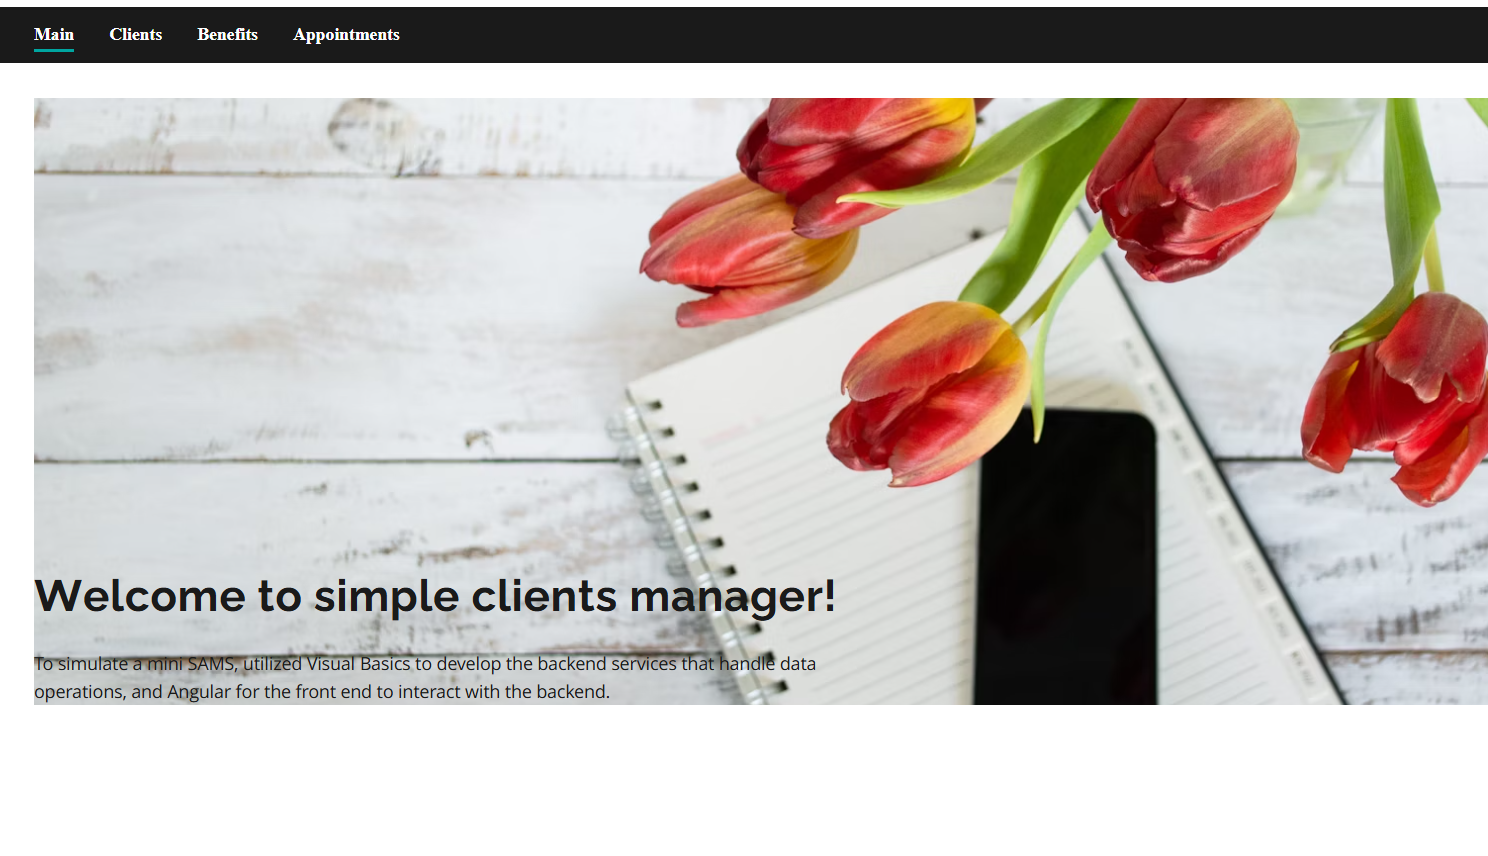 Main Clients Benefits Appointments
Welcome to simple clients manager!
To simulate a mini SAMS, utilized Visual Basics to develop the backend services that handle data
operations, and Angular for the front end to interact with the backend.